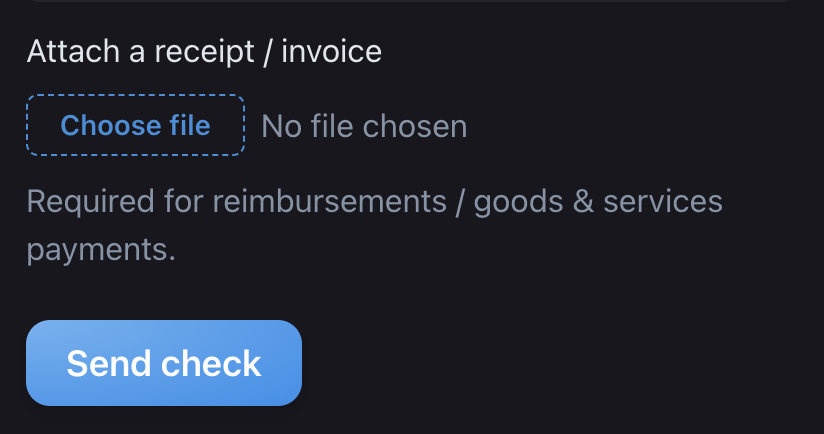 Attach a receipt / invoice
Choose file No file chosen
Required for reimbursements / goods & services
payments.
Send check